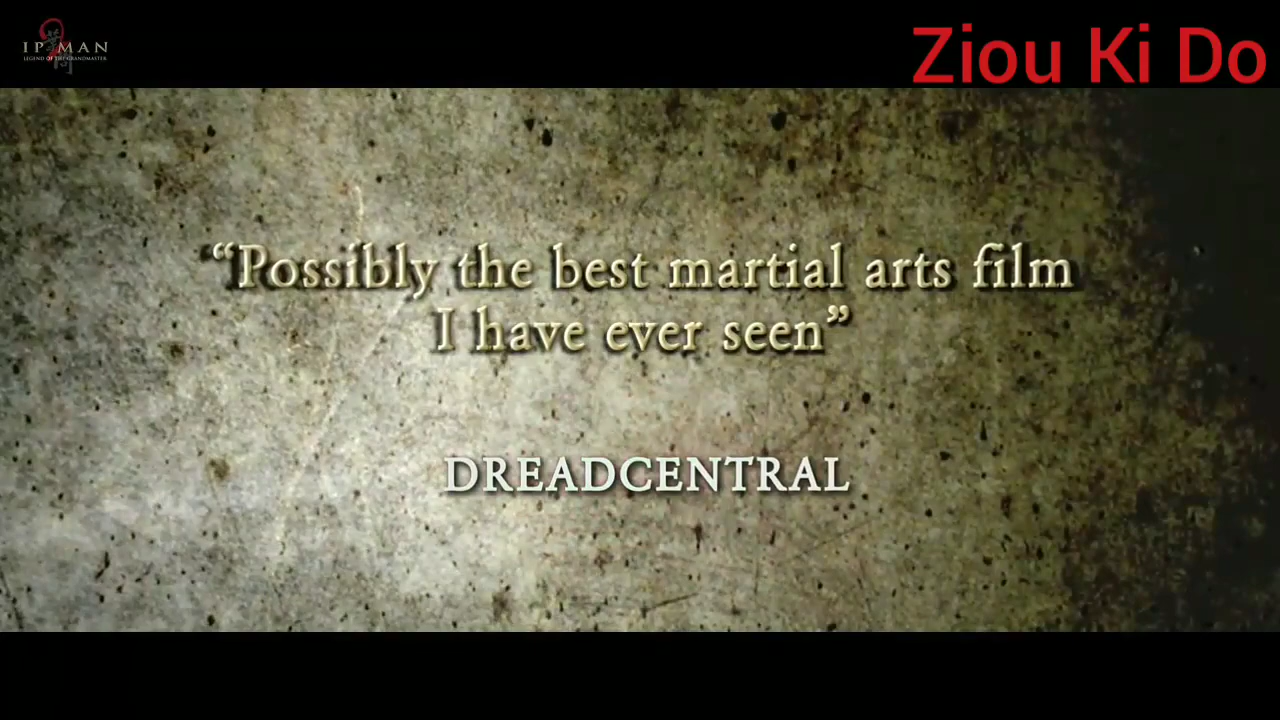 IP MAN
2
LEGEND OF THE GRANDMASTER
Ziou Ki Do
“Possibly the best martial arts film
I have ever seen”
DREADCENTRAL